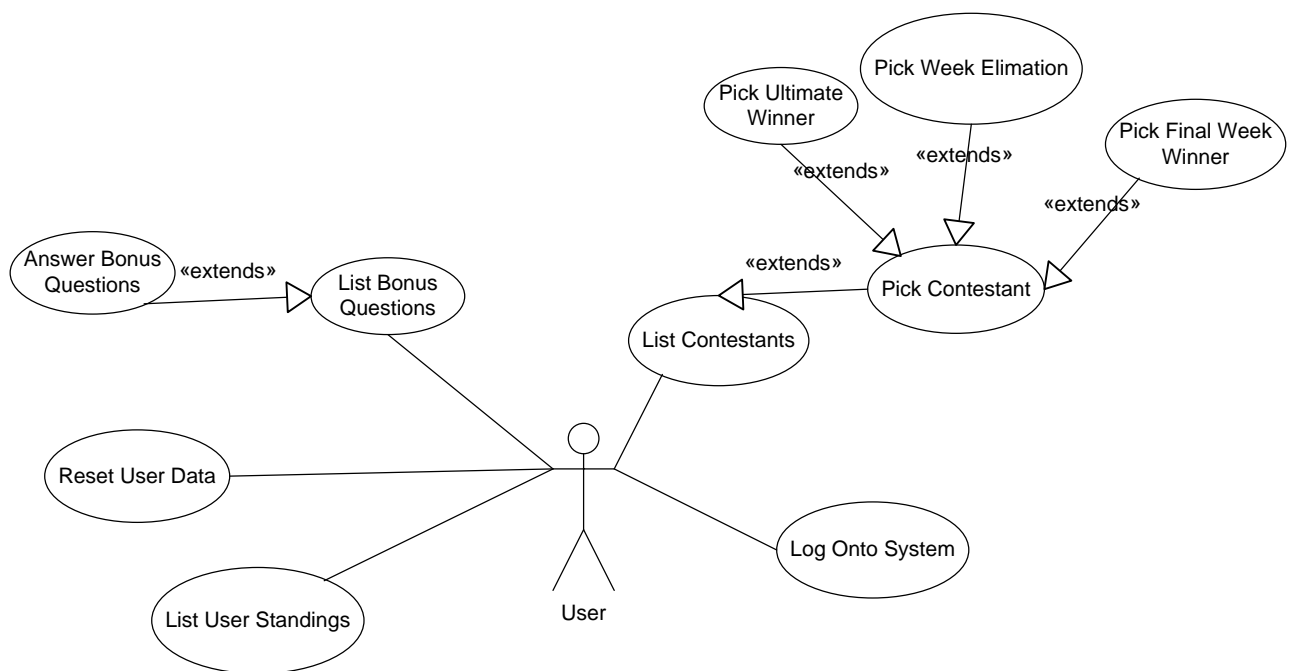 Pick Week Elimation
Pick Ultimate
Winner
Pick Final Week
Winner
«extends»
«extends»
«extends»
Answer Bonus
Questions
«extends»
List Bonus
Questions
«extends»
Pick Contestant
List Contestants
Reset User Data
Log Onto System
List User Standings
User